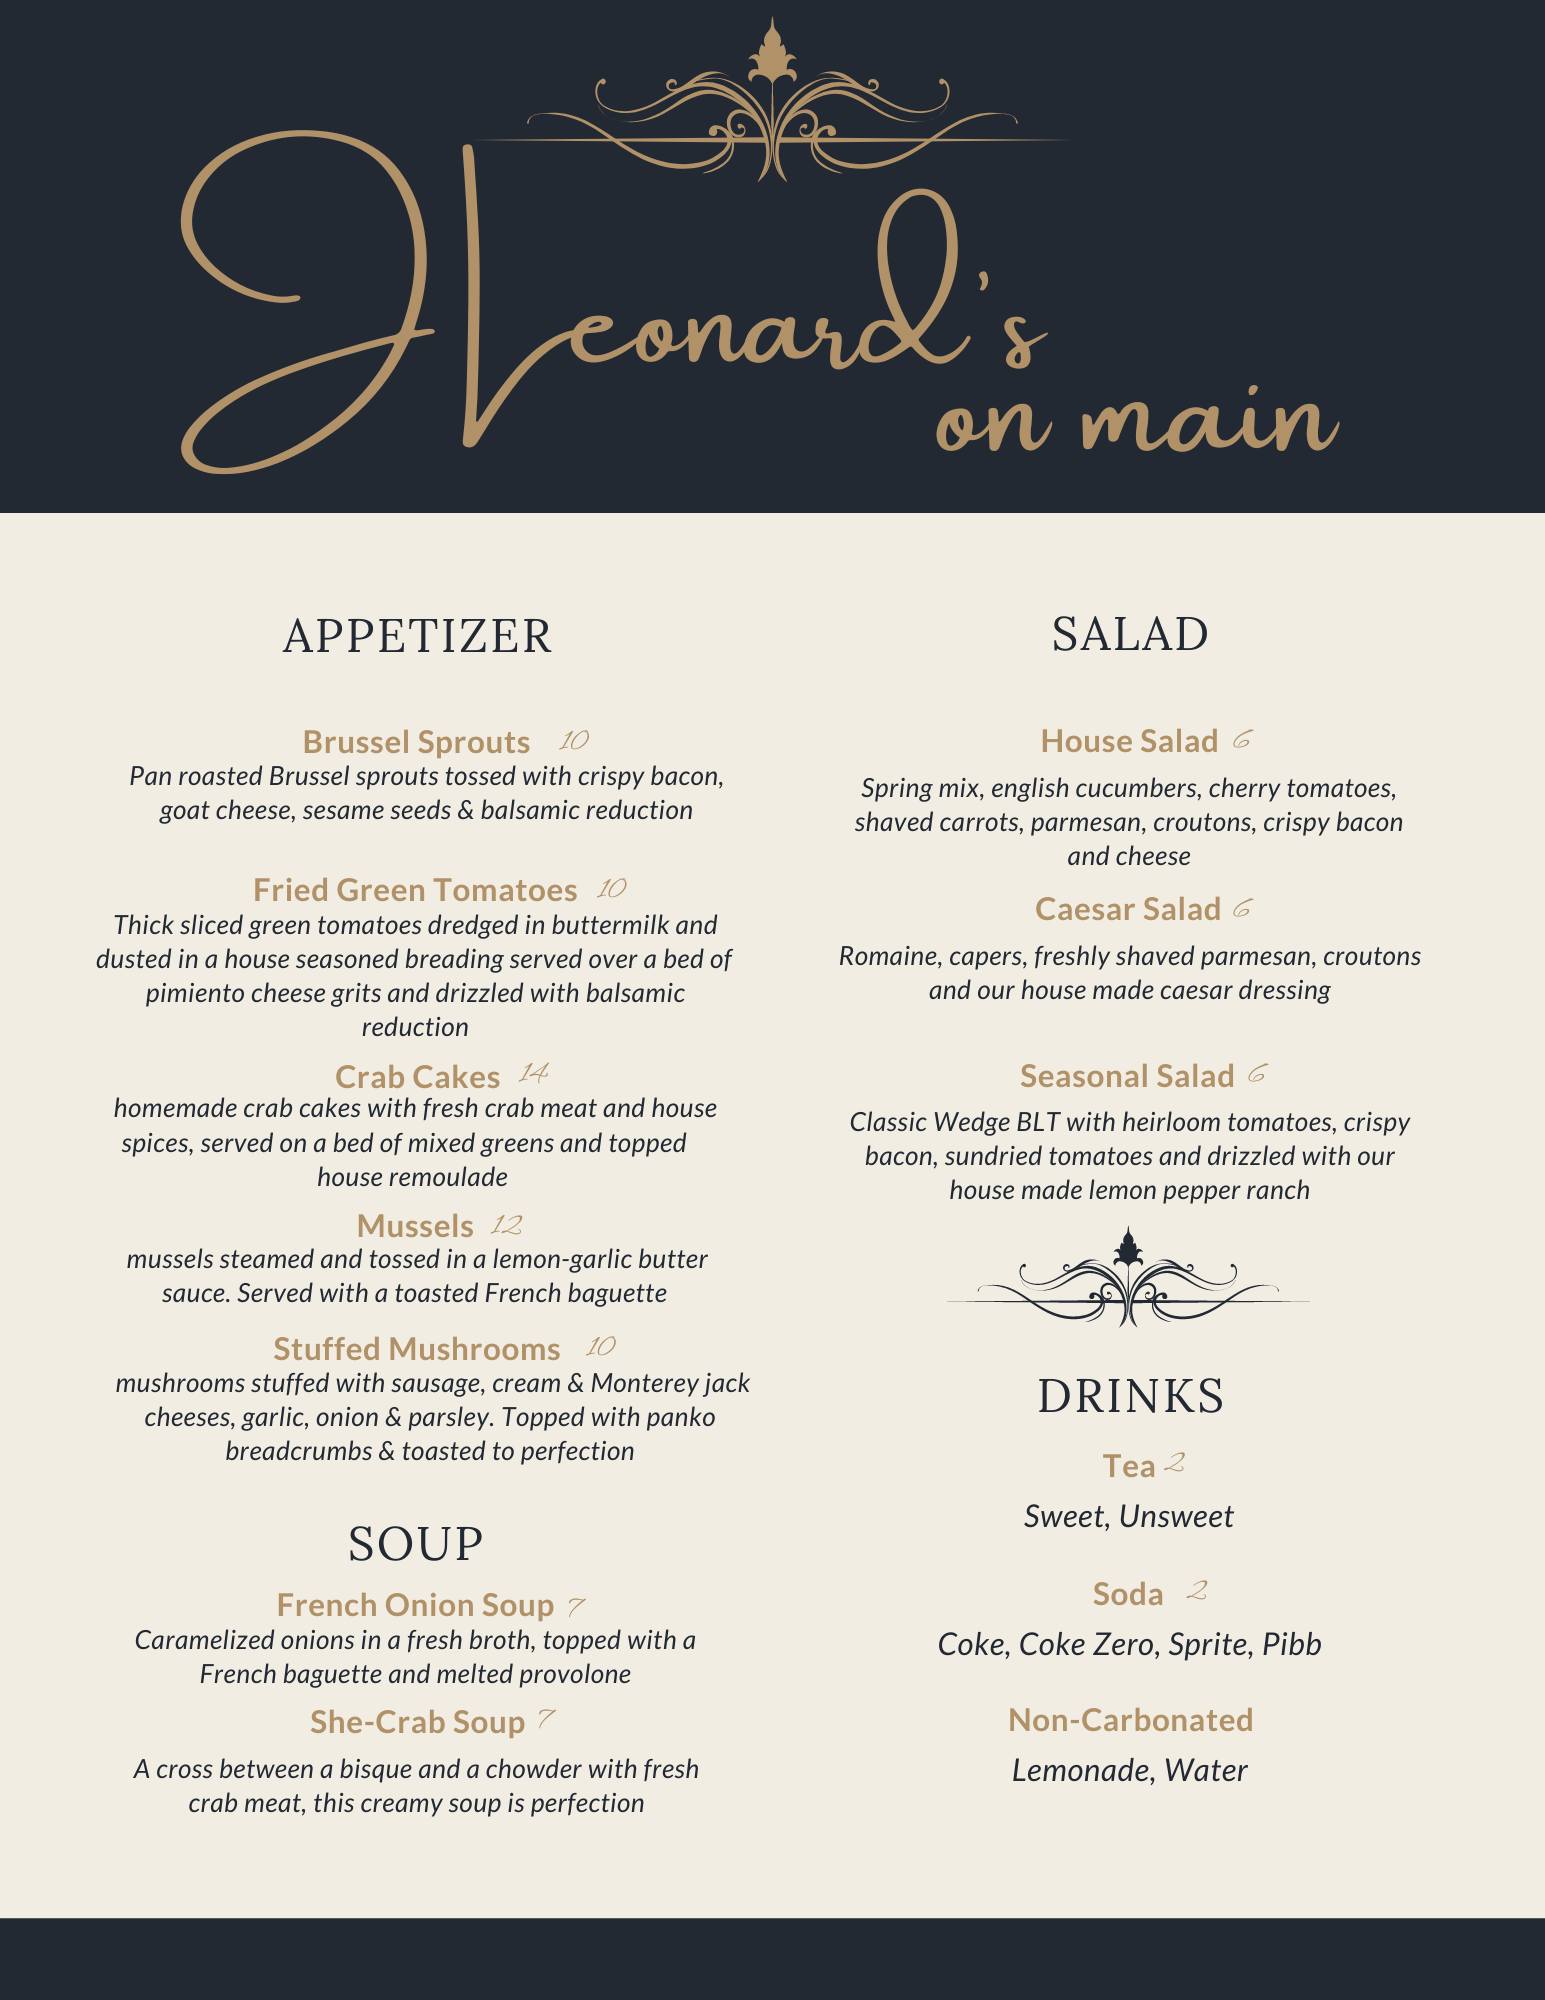 JLeonard's
on main
APPETIZER
Brussel Sprouts 10
Pan roasted Brussel sprouts tossed with crispy bacon,
goat cheese, sesame seeds & balsamic reduction
Fried Green Tomatoes 10
Thick sliced green tomatoes dredged in buttermilk and
dusted in a house seasoned breading served over a bed of
pimiento cheese grits and drizzled with balsamic
reduction
Crab Cakes 14
homemade crab cakes with fresh crab meat and house
spices, served on a bed of mixed greens and topped
house remoulade
Mussels 12
mussels steamed and tossed in a lemon-garlic butter
sauce. Served with a toasted French baguette
Stuffed Mushrooms 10
mushrooms stuffed with sausage, cream & Monterey jack
cheeses, garlic, onion & parsley. Topped with panko
breadcrumbs & toasted to perfection
SOUP
French Onion Soup 7
Caramelized onions in a fresh broth, topped with a
French baguette and melted provolone
She-Crab Soup 7
A cross between a bisque and a chowder with fresh
crab meat, this creamy soup is perfection
SALAD
House Salad 6
Spring mix, english cucumbers, cherry tomatoes,
shaved carrots, parmesan, croutons, crispy bacon
and cheese
Caesar Salad 6
Romaine, capers, freshly shaved parmesan, croutons
and our house made caesar dressing
Seasonal Salad 6
Classic Wedge BLT with heirloom tomatoes, crispy
bacon, sundried tomatoes and drizzled with our
house made lemon pepper ranch
DRINKS
Tea 2
Sweet, Unsweet
Soda 2
Coke, Coke Zero, Sprite, Pibb
Non-Carbonated
Lemonade, Water